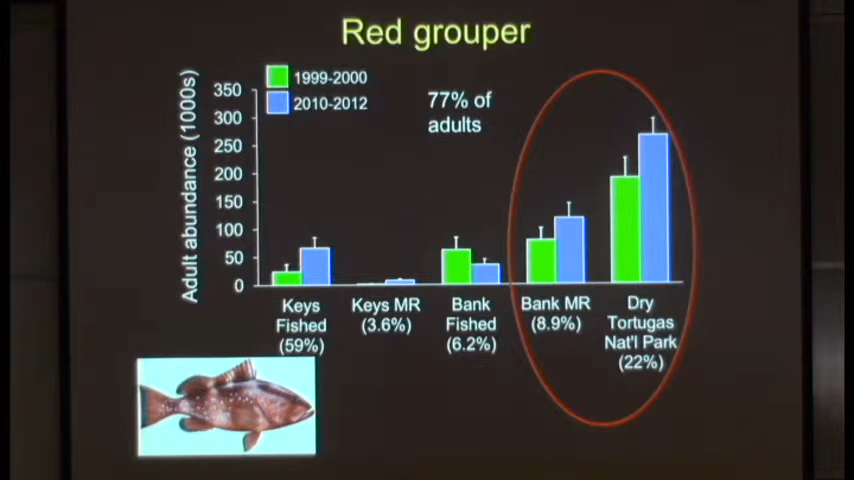 Red grouper
1999-2000
2010-2012
77% of
adults
Adult abundance (1000s)
350
300
250
200
150
100
50
0
Keys
Fished
(59%)
Keys MR
(3.6%)
Bank
Fished
(6.2%)
Bank MR
(8.9%)
Dry
Tortugas
Nat'l Park
(22%)